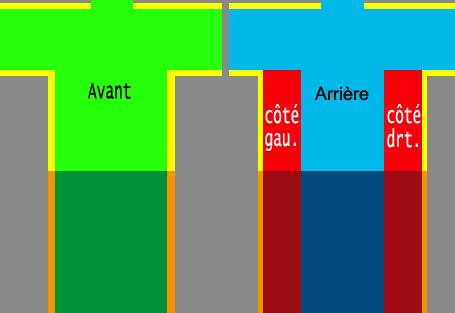 Avant
Arrière
côté
gau.
côté
drt.